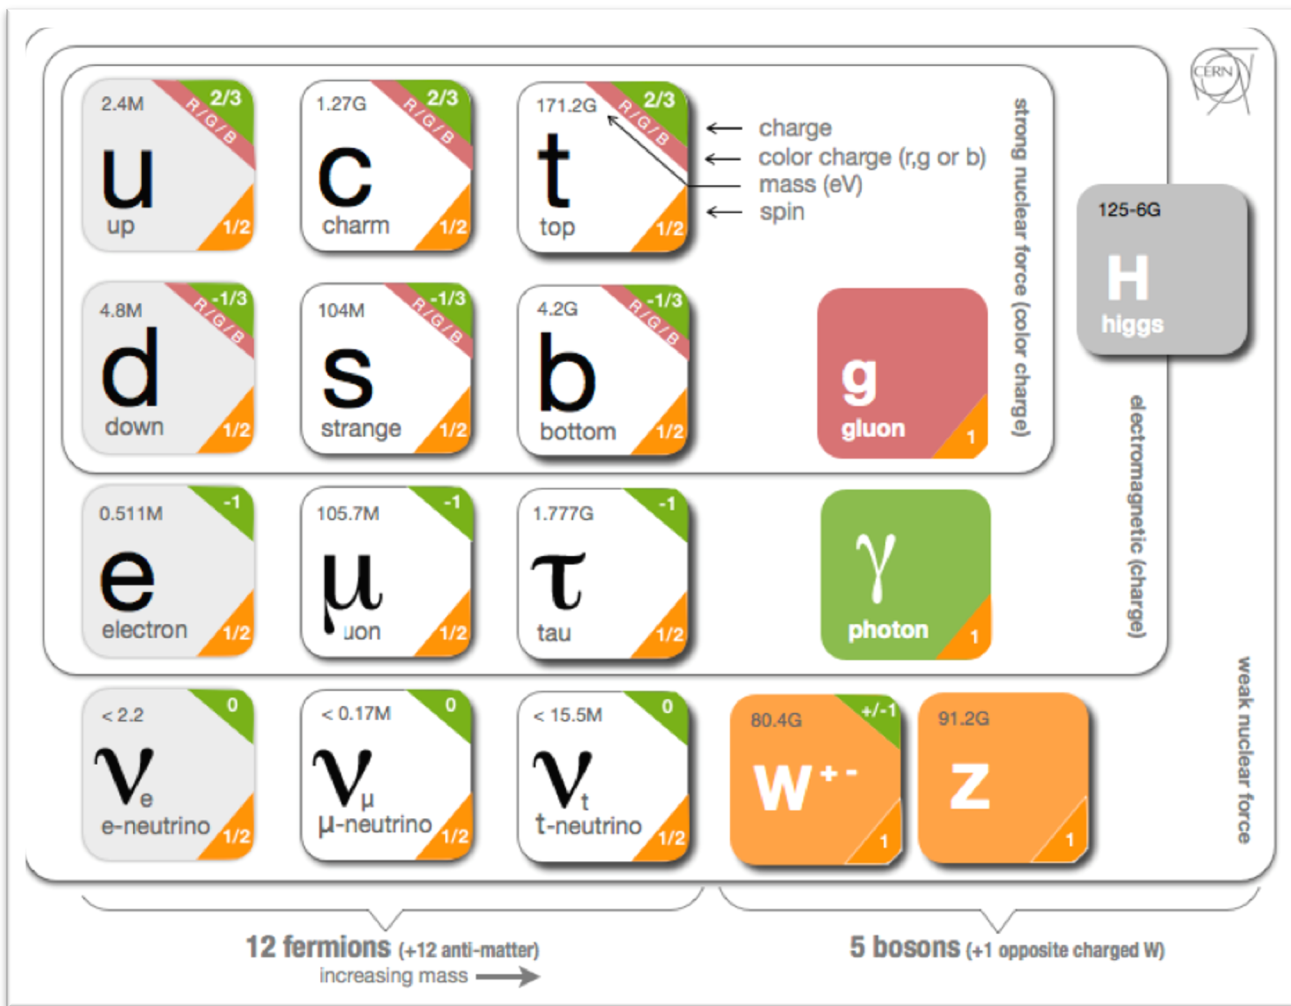 CERN
2.4M
2/3
R/G/B
u
up
1/2
1.27G
2/3
R/G/B
c
charm
1/2
171.2G
2/3
R/G/B
t
top
1/2
charge
color charge (r,g or b)
mass (eV)
spin
strong nuclear force (color charge)
125-6G
H
higgs
4.8M
-1/3
R/G/B
d
down
1/2
104M
-1/3
R/G/B
s
strange
1/2
4.2G
-1/3
R/G/B
b
bottom
1/2
g
gluon
1
electromagnetic (charge)
0.511M
-1
e
electron
1/2
105.7M
-1
μ
uon
1/2
1.777G
-1
τ
tau
1/2
γ
photon
1
weak nuclear force
< 2.2
0
νe
e-neutrino
1/2
< 0.17M
0
νμ
μ-neutrino
1/2
< 15.5M
0
νt
t-neutrino
1/2
80.4G
+/-1
W+ -
1
91.2G
Z
1
12 fermions (+12 anti-matter)
increasing mass
5 bosons (+1 opposite charged W)